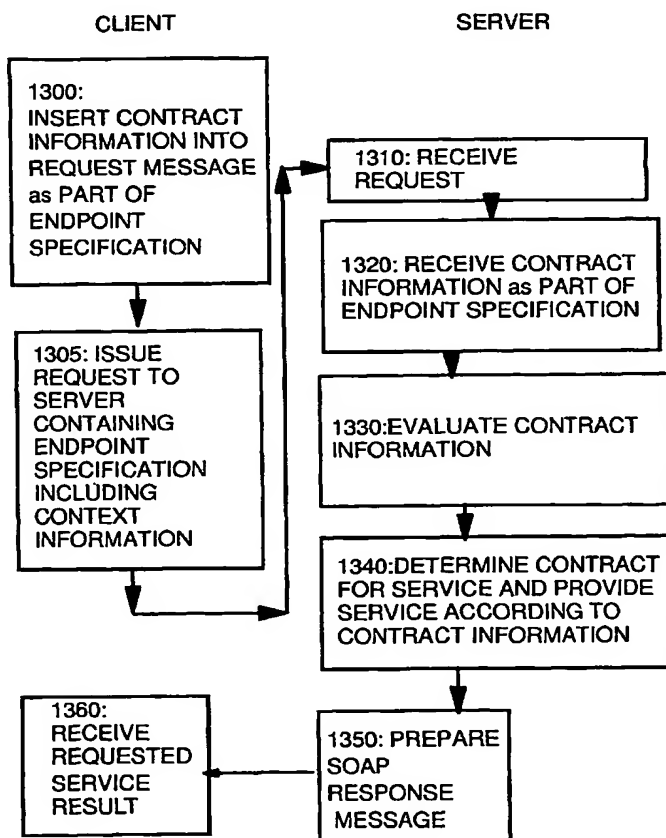 CLIENT
SERVER
1300:
INSERT CONTRACT
INFORMATION INTO
REQUEST MESSAGE
as PART OF
ENDPOINT
SPECIFICATION
1305: ISSUE
REQUEST TO
SERVER
CONTAINING
ENDPOINT
SPECIFICATION
INCLUDING
CONTEXT
INFORMATION
1310: RECEIVE
REQUEST
1320: RECEIVE CONTRACT
INFORMATION as PART OF
ENDPOINT SPECIFICATION
1330:EVALUATE CONTRACT
INFORMATION
1340:DETERMINE CONTRACT
FOR SERVICE AND PROVIDE
SERVICE ACCORDING TO
CONTRACT INFORMATION
1350: PREPARE
SOAP
RESPONSE
MESSAGE
1360:
RECEIVE
REQUESTED
SERVICE
RESULT